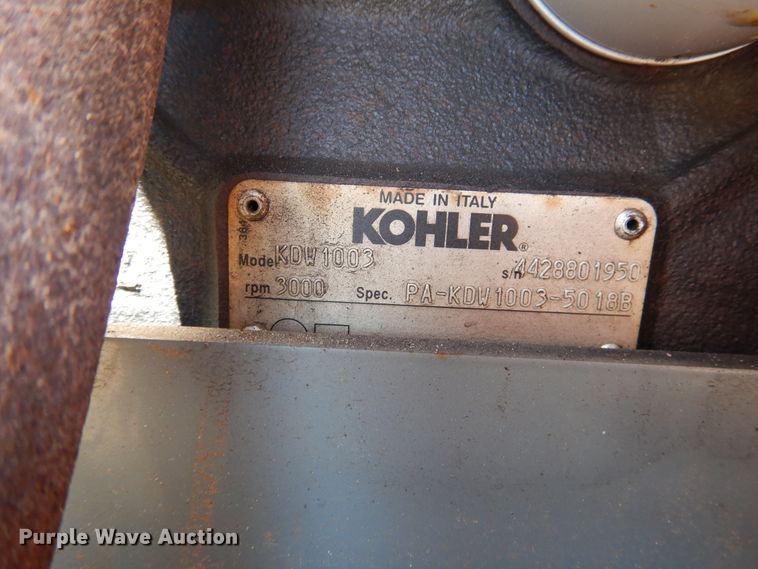 MADE IN ITALY
KOHLER®
Model KDW1003 s/n 4428801950
rpm 3000 Spec. PA-KDW1003-5018B
Purple Wave Auction